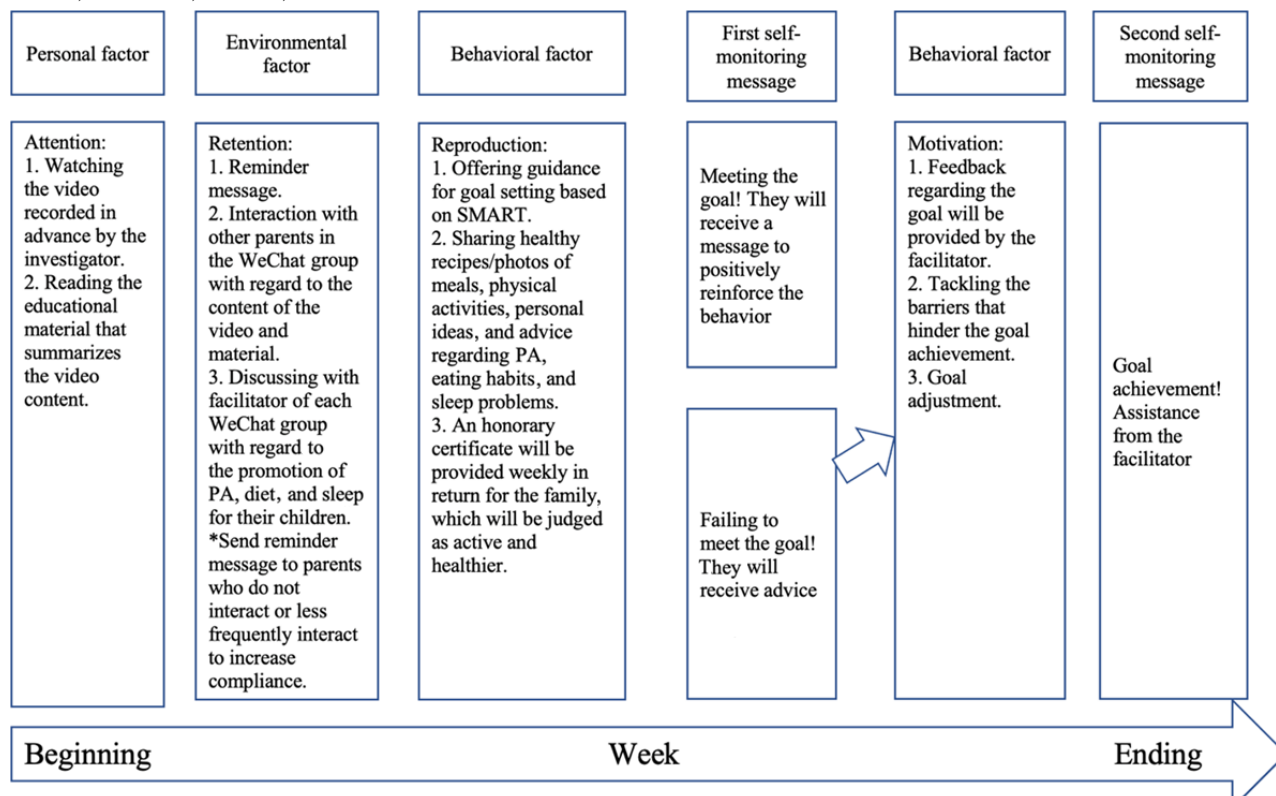 Personal factor
Environmental
factor
Behavioral factor
First self-
monitoring
message
Behavioral factor
Second self-
monitoring
message
Attention:
1. Watching
the video
recorded in
advance by the
investigator.
2. Reading the
educational
material that
summarizes
the video
content.
Retention:
1. Reminder
message.
2. Interaction with
other parents in
the WeChat group
with regard to the
content of the
video and
material.
3. Discussing with
facilitator of each
WeChat group
with regard to
the promotion of
PA, diet, and sleep
for their children.
*Send reminder
message to parents
who do not
interact or less
frequently interact
to increase
compliance.
Reproduction:
1. Offering guidance
for goal setting based
on SMART.
2. Sharing healthy
recipes/photos of
meals, physical
activities, personal
ideas, and advice
regarding PA,
eating habits, and
sleep problems.
3. An honorary
certificate will be
provided weekly in
return for the family,
which will be judged
as active and
healthier.
Meeting the
goal! They will
receive a
message to
positively
reinforce the
behavior
Failing to
meet the goal!
They will
receive advice
Motivation:
1. Feedback
regarding the
goal will be
provided by the
facilitator.
2. Tackling the
barriers that
hinder the goal
achievement.
3. Goal
adjustment.
Goal
achievement!
Assistance
from the
facilitator
Beginning Week Ending